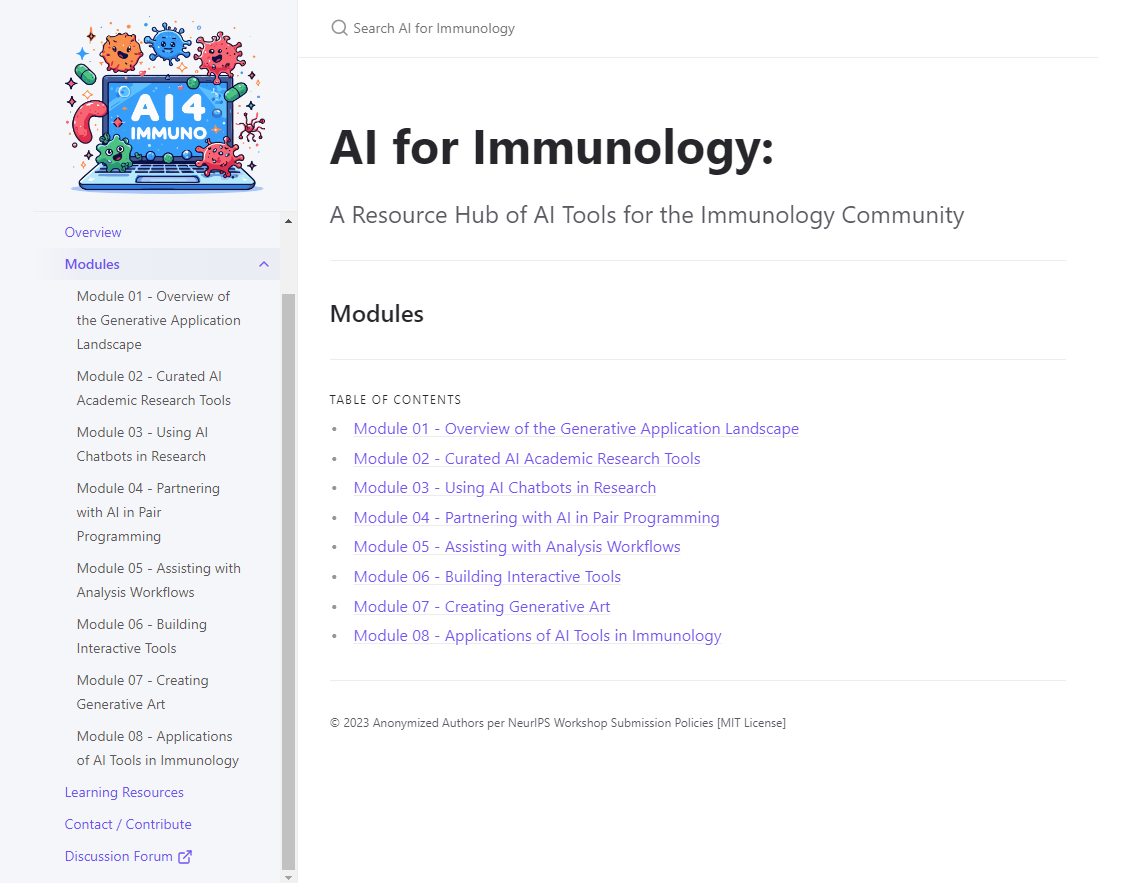 AI4
IMMUNO
Search AI for Immunology
Overview
Modules
Module 01 - Overview of
the Generative Application
Landscape
Module 02 - Curated AI
Academic Research Tools
Module 03 - Using AI
Chatbots in Research
Module 04 - Partnering
with AI in Pair
Programming
Module 05 - Assisting with
Analysis Workflows
Module 06 - Building
Interactive Tools
Module 07 - Creating
Generative Art
Module 08 - Applications
of AI Tools in Immunology
Learning Resources
Contact / Contribute
Discussion Forum
AI for Immunology:
A Resource Hub of AI Tools for the Immunology Community
Modules
TABLE OF CONTENTS
• Module 01 - Overview of the Generative Application Landscape
• Module 02 - Curated AI Academic Research Tools
• Module 03 - Using AI Chatbots in Research
• Module 04 - Partnering with AI in Pair Programming
• Module 05 - Assisting with Analysis Workflows
• Module 06 - Building Interactive Tools
• Module 07 - Creating Generative Art
• Module 08 - Applications of AI Tools in Immunology
© 2023 Anonymized Authors per NeurIPS Workshop Submission Policies [MIT License]